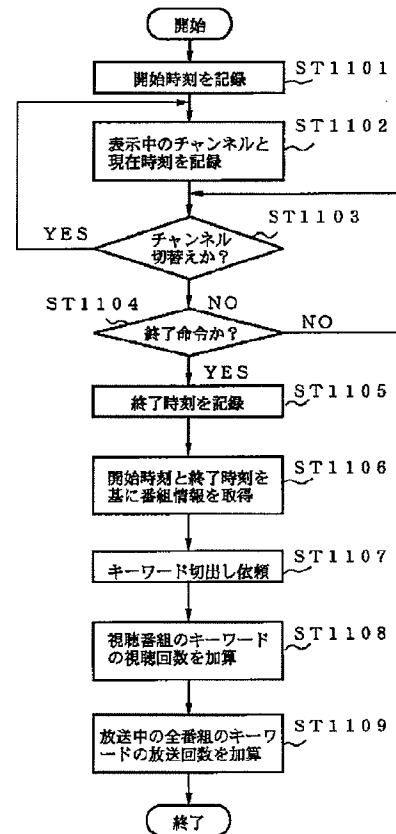 開始
開始時刻を記録
ST1101
表示中のチャンネルと
現在時刻を記録
ST1102
チャンネル
切替えか?
ST1103
YES
NO
終了命令か?
ST1104
NO
YES
終了時刻を記録
ST1105
開始時刻と終了時刻を
基に番組情報を取得
ST1106
キーワード切出し依頼
ST1107
視聴番組のキーワード
の視聴回数を加算
ST1108
放送中の全番組のキーワ
ードの放送回数を加算
ST1109
終了